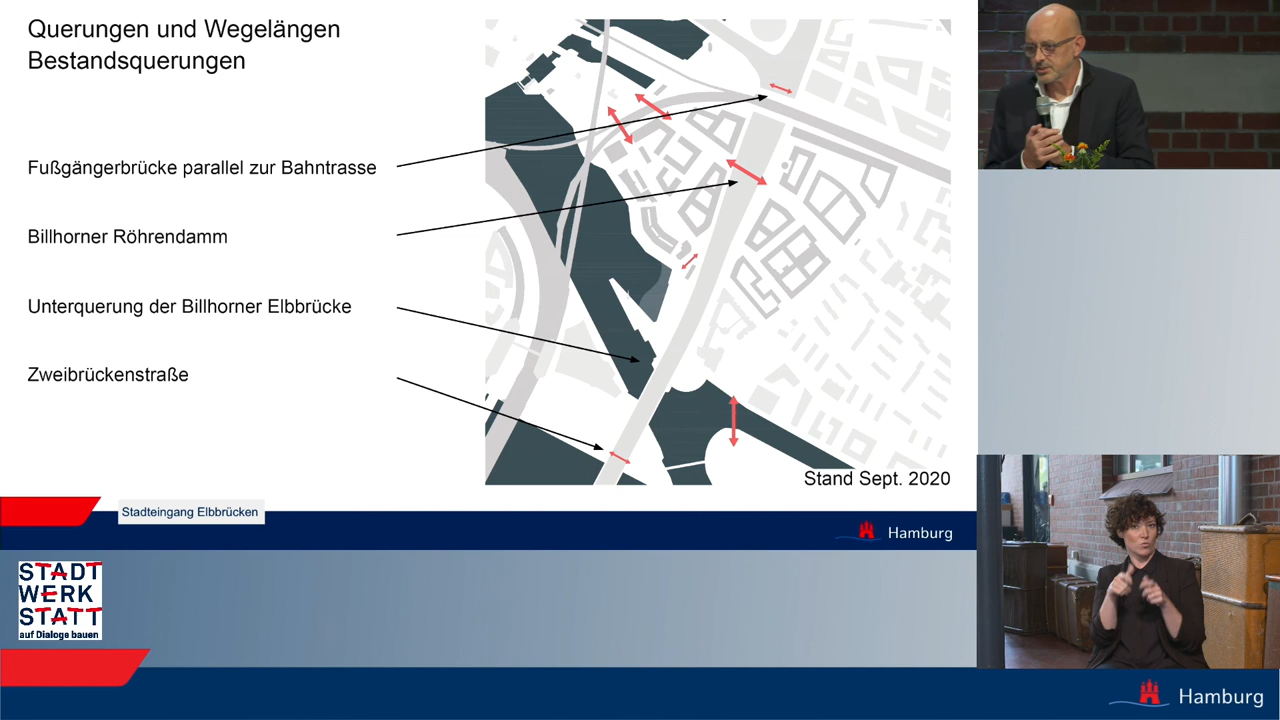 Querungen und Wegelängen
Bestandsquerungen
Fußgängerbrücke parallel zur Bahntrasse
Billhorner Röhrendamm
Unterquerung der Billhorner Elbbrücke
Zweibrückenstraße
Stand Sept. 2020
Stadteingang Elbbrücken
Hamburg
STADT
WERK
STATT
auf Dialoge bauen
Hamburg